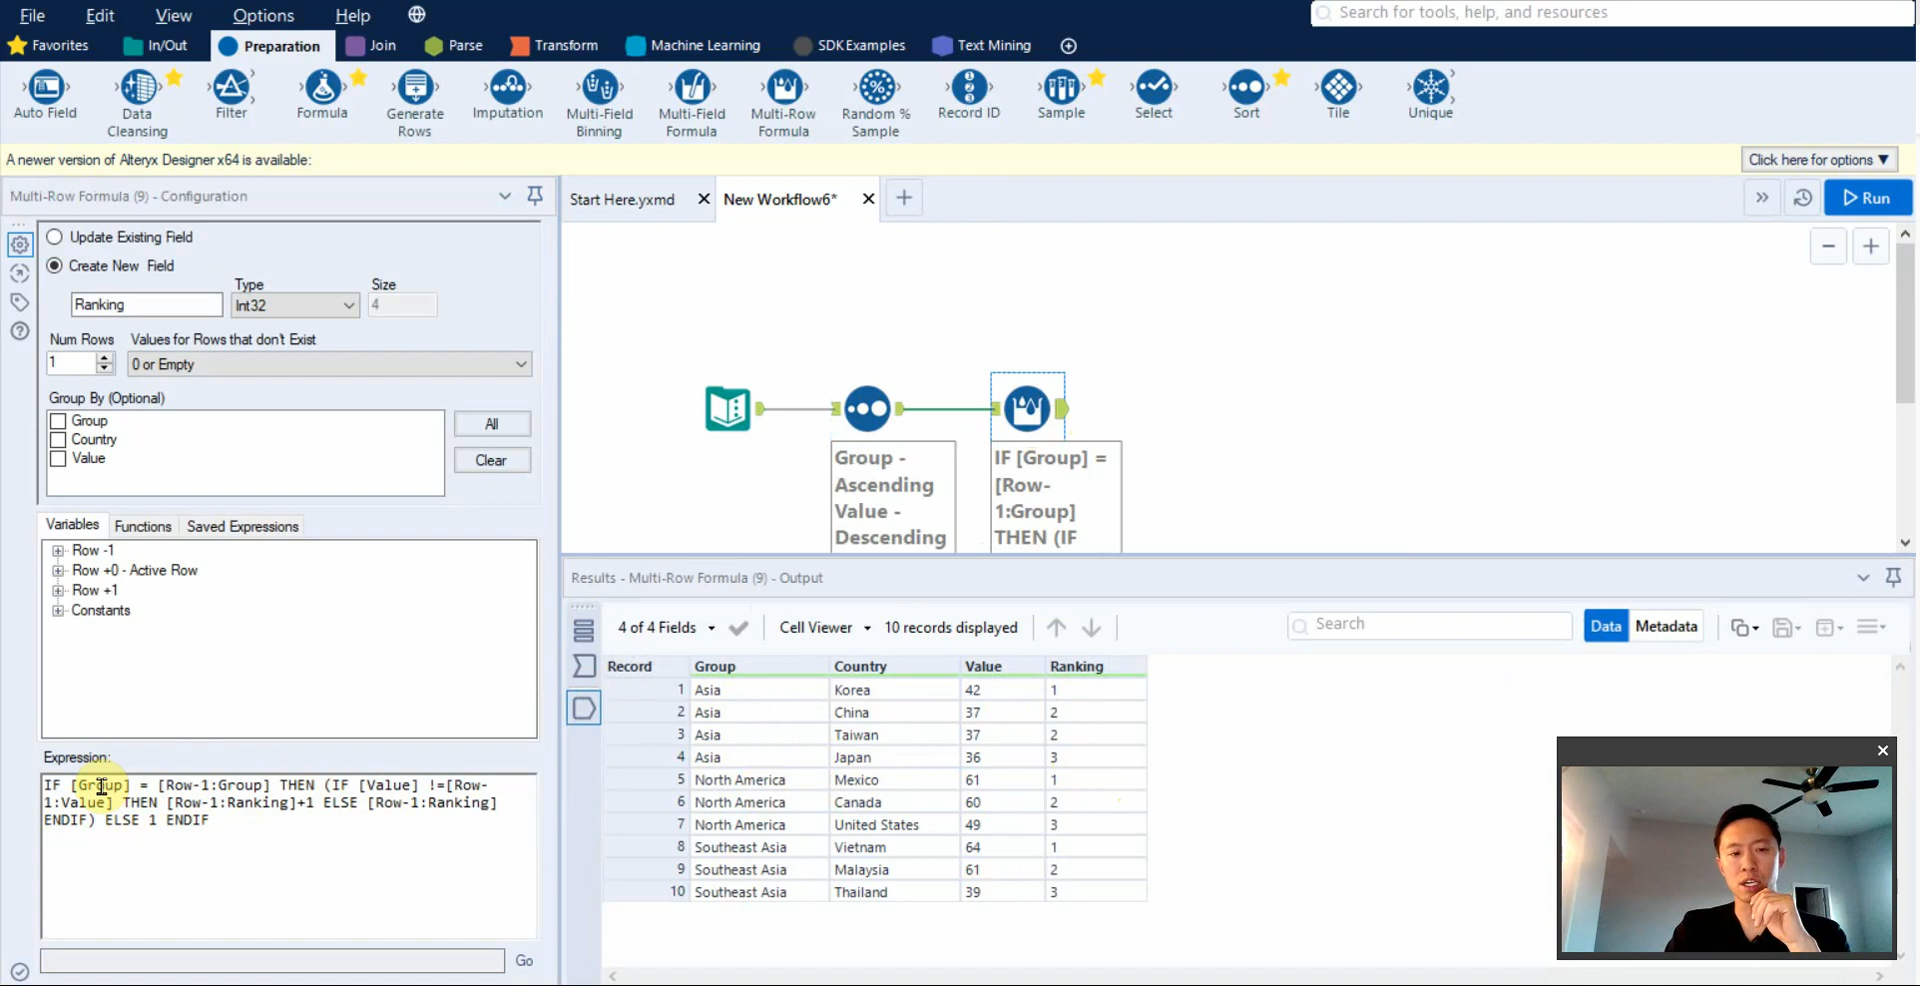 File Edit View Options Help
Search for tools, help, and resources
Favorites In/Out Preparation Join Parse Transform Machine Learning SDK Examples Text Mining
Auto Field
Data Cleansing
Filter
Formula
Generate Rows
Imputation
Multi-Field Binning
Multi-Field Formula
Multi-Row Formula
Random % Sample
Record ID
Sample
Select
Sort
Tile
Unique
A newer version of Alteryx Designer x64 is available:
Click here for options ▼
Multi-Row Formula (9) - Configuration
Start Here.yxmd
New Workflow6*
Run
Update Existing Field
Create New Field
Type Size
Ranking Int32 4
Num Rows Values for Rows that don't Exist
1 0 or Empty
Group By (Optional)
Group
Country
Value
All
Clear
Variables Functions Saved Expressions
Row -1
Row +0 - Active Row
Row +1
Constants
Expression:
IF [Group] = [Row-1:Group] THEN (IF [Value] !=[Row-
1:Value] THEN [Row-1:Ranking]+1 ELSE [Row-1:Ranking]
ENDIF) ELSE 1 ENDIF
Go
Group -
Ascending
Value -
Descending
IF [Group] =
[Row-
1:Group]
THEN (IF
Results - Multi-Row Formula (9) - Output
4 of 4 Fields Cell Viewer 10 records displayed Search Data Metadata
Record Group Country Value Ranking
1 Asia Korea 42 1
2 Asia China 37 2
3 Asia Taiwan 37 2
4 Asia Japan 36 3
5 North America Mexico 61 1
6 North America Canada 60 2
7 North America United States 49 3
8 Southeast Asia Vietnam 64 1
9 Southeast Asia Malaysia 61 2
10 Southeast Asia Thailand 39 3